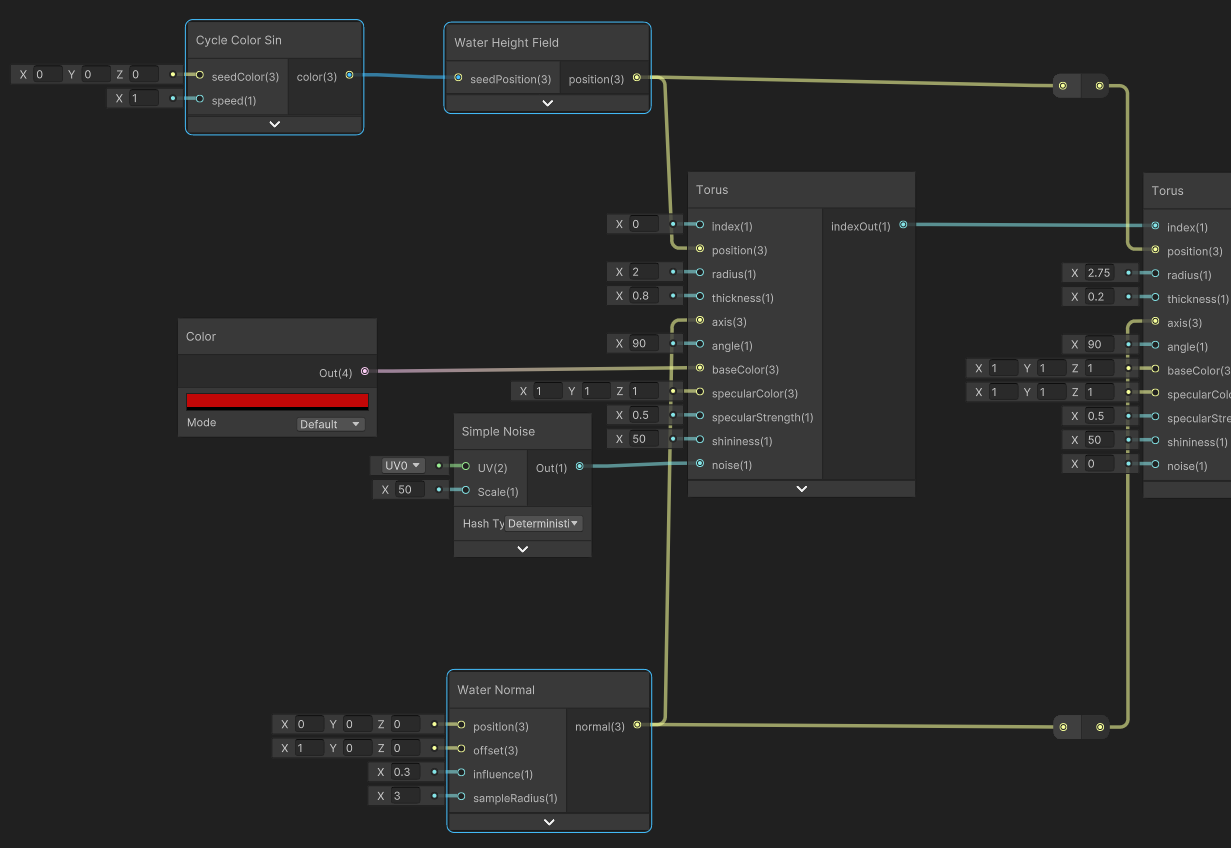 Cycle Color Sin
X 0 Y 0 Z 0
seedColor(3)
color(3)
X 1
speed(1)
Water Height Field
seedPosition(3)
position(3)
Torus
X 0
index(1)
indexOut(1)
position(3)
X 2
radius(1)
X 0.8
thickness(1)
axis(3)
X 90
angle(1)
baseColor(3)
X 1 Y 1 Z 1
specularColor(3)
X 0.5
specularStrength(1)
X 50
shininess(1)
noise(1)
Torus
index(1)
position(3)
X 2.75
radius(1)
X 0.2
thickness(1)
axis(3)
X 90
angle(1)
X 1 Y 1 Z 1
baseColor(3
X 1 Y 1 Z 1
specularColo
X 0.5
specularStre
X 50
shininess(1)
X 0
noise(1)
Color
Out(4)
Mode
Default
Simple Noise
UV0
UV(2)
Out(1)
X 50
Scale(1)
Hash Ty Deterministi
Water Normal
X 0 Y 0 Z 0
position(3)
normal(3)
X 1 Y 0 Z 0
offset(3)
X 0.3
influence(1)
X 3
sampleRadius(1)